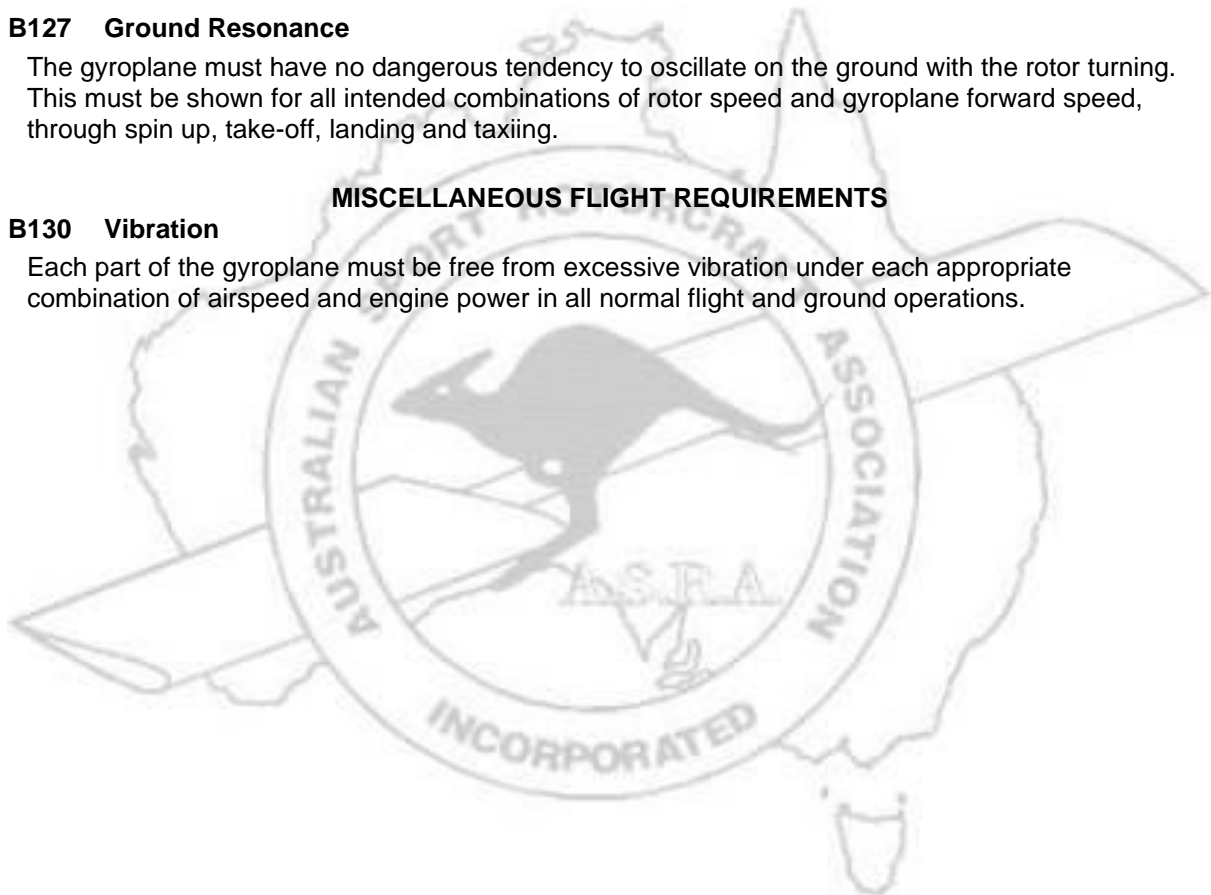 B127 Ground Resonance
The gyroplane must have no dangerous tendency to oscillate on the ground with the rotor turning.
This must be shown for all intended combinations of rotor speed and gyroplane forward speed,
through spin up, take-off, landing and taxiing.
MISCELLANEOUS FLIGHT REQUIREMENTS
B130 Vibration
Each part of the gyroplane must be free from excessive vibration under each appropriate
combination of airspeed and engine power in all normal flight and ground operations.
AUSTRALIAN SPORT ROTORCRAFT ASSOCIATION
A.S.R.A.
INCORPORATED